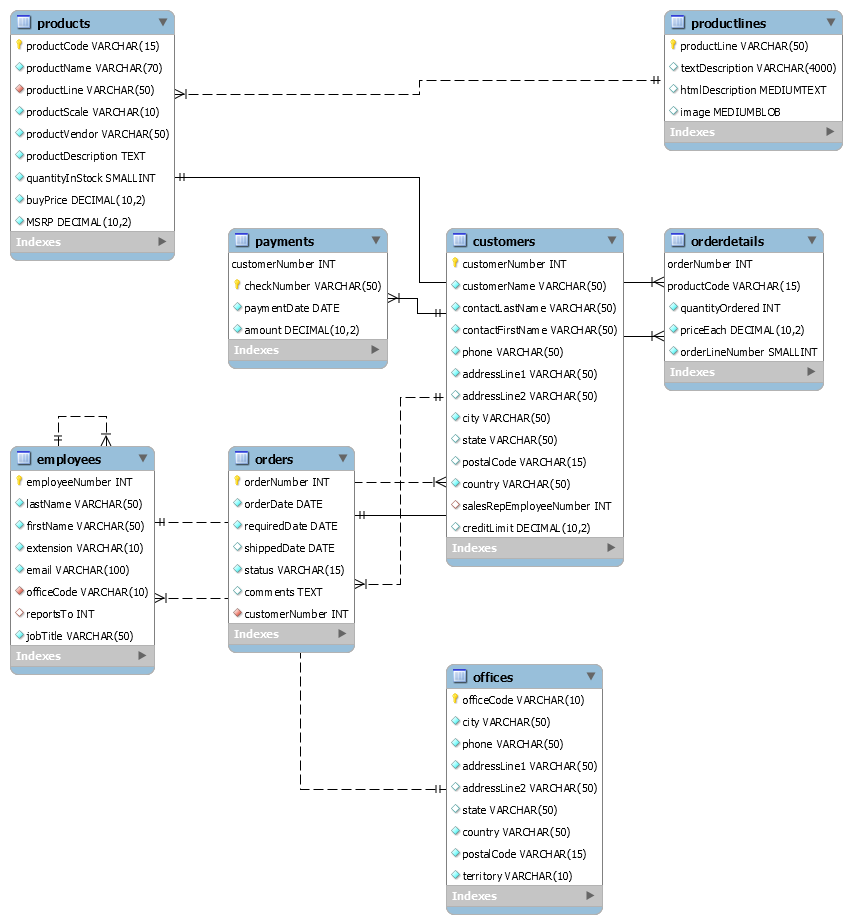 products
productCode VARCHAR(15)
productName VARCHAR(70)
productLine VARCHAR(50)
productScale VARCHAR(10)
productVendor VARCHAR(50)
productDescription TEXT
quantityInStock SMALLINT
buyPrice DECIMAL(10,2)
MSRP DECIMAL(10,2)
Indexes
productlines
productLine VARCHAR(50)
textDescription VARCHAR(4000)
htmlDescription MEDIUMTEXT
image MEDIUMBLOB
Indexes
payments
customerNumber INT
checkNumber VARCHAR(50)
paymentDate DATE
amount DECIMAL(10,2)
Indexes
customers
customerNumber INT
customerName VARCHAR(50)
contactLastName VARCHAR(50)
contactFirstName VARCHAR(50)
phone VARCHAR(50)
addressLine1 VARCHAR(50)
addressLine2 VARCHAR(50)
city VARCHAR(50)
state VARCHAR(50)
postalCode VARCHAR(15)
country VARCHAR(50)
salesRepEmployeeNumber INT
creditLimit DECIMAL(10,2)
Indexes
orderdetails
orderNumber INT
productCode VARCHAR(15)
quantityOrdered INT
priceEach DECIMAL(10,2)
orderLineNumber SMALLINT
Indexes
employees
employeeNumber INT
lastName VARCHAR(50)
firstName VARCHAR(50)
extension VARCHAR(10)
email VARCHAR(100)
officeCode VARCHAR(10)
reportsTo INT
jobTitle VARCHAR(50)
Indexes
orders
orderNumber INT
orderDate DATE
requiredDate DATE
shippedDate DATE
status VARCHAR(15)
comments TEXT
customerNumber INT
Indexes
offices
officeCode VARCHAR(10)
city VARCHAR(50)
phone VARCHAR(50)
addressLine1 VARCHAR(50)
addressLine2 VARCHAR(50)
state VARCHAR(50)
country VARCHAR(50)
postalCode VARCHAR(15)
territory VARCHAR(10)
Indexes